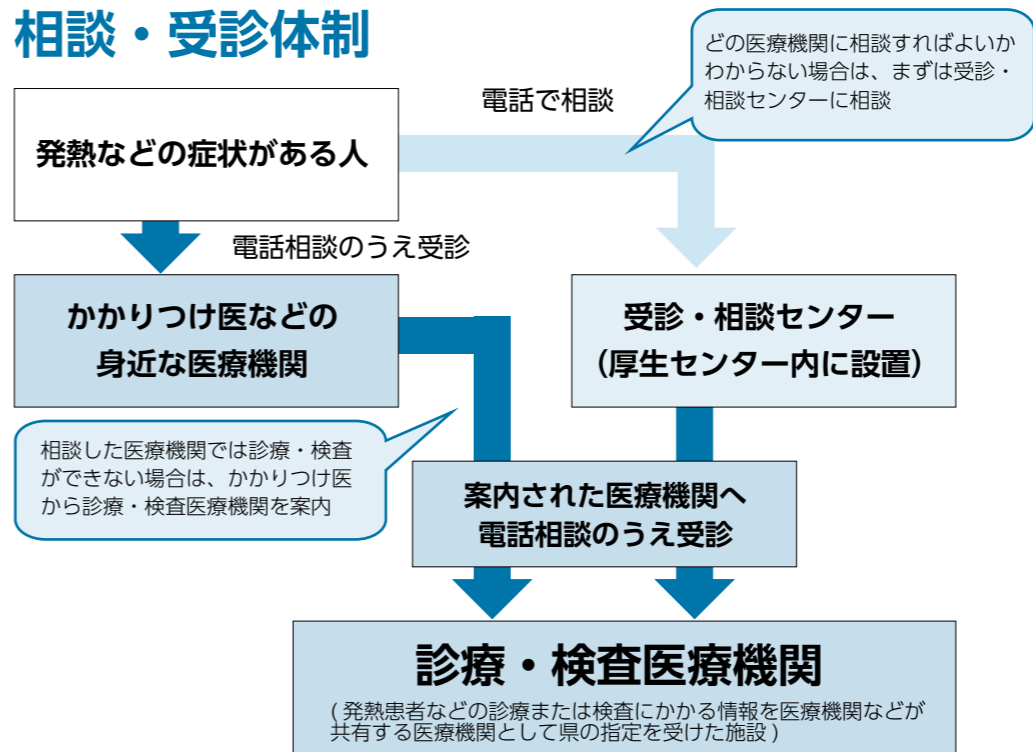 相談・受診体制
どの医療機関に相談すればよいか
わからない場合は、まずは受診・
相談センターに相談
電話で相談
発熱などの症状がある人
電話相談のうえ受診
かかりつけ医などの
身近な医療機関
受診・相談センター
（厚生センター内に設置）
相談した医療機関では診療・検査
ができない場合は、かかりつけ医
から診療・検査医療機関を案内
案内された医療機関へ
電話相談のうえ受診
診療・検査医療機関
( 発熱患者などの診療または検査にかかる情報を医療機関などが
共有する医療機関として県の指定を受けた施設 )